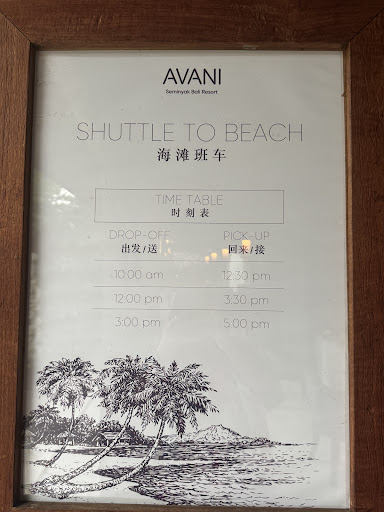 AVANI
Seminyak Bali Resort
SHUTTLE TO BEACH
海滩班车
TIME TABLE
时刻表
DROP-OFF PICK-UP
出发/送 回来/接
10:00 am 12:30 pm
12:00 pm 3:30 pm
3:00 pm 5:00 pm